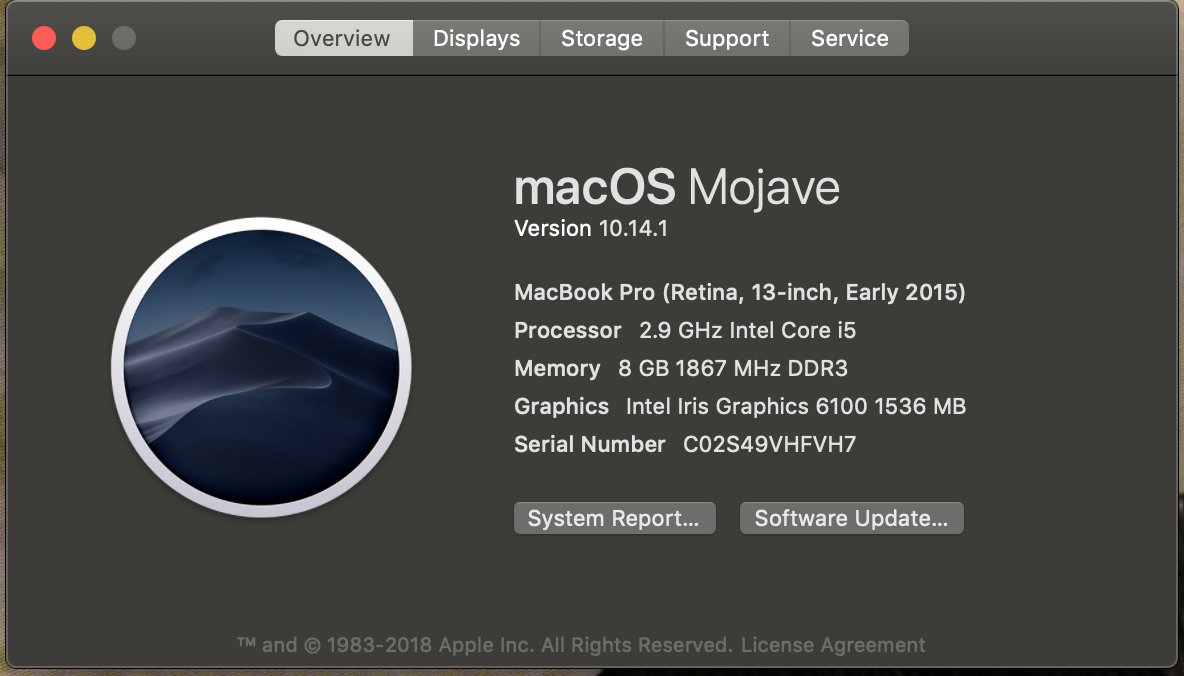 Overview Displays Storage Support Service
macOS Mojave
Version 10.14.1
MacBook Pro (Retina, 13-inch, Early 2015)
Processor 2.9 GHz Intel Core i5
Memory 8 GB 1867 MHz DDR3
Graphics Intel Iris Graphics 6100 1536 MB
Serial Number C02S49VHFVH7
System Report... Software Update...
™ and © 1983-2018 Apple Inc. All Rights Reserved. License Agreement